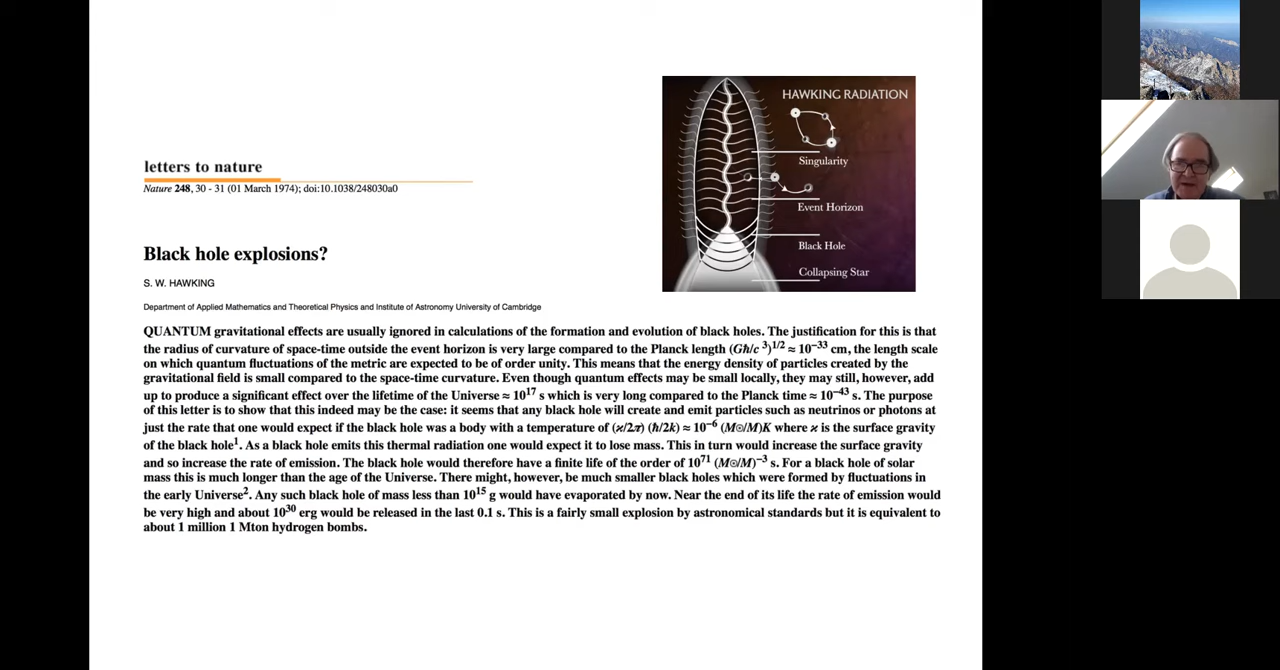 letters to nature
Nature 248, 30 - 31 (01 March 1974); doi:10.1038/248030a0
Black hole explosions?
S. W. HAWKING
Department of Applied Mathematics and Theoretical Physics and Institute of Astronomy University of Cambridge
QUANTUM gravitational effects are usually ignored in calculations of the formation and evolution of black holes. The justification for this is that
the radius of curvature of space-time outside the event horizon is very large compared to the Planck length (Għ/c ³)¹ᐟ² ≈ 10⁻³³ cm, the length scale
on which quantum fluctuations of the metric are expected to be of order unity. This means that the energy density of particles created by the
gravitational field is small compared to the space-time curvature. Even though quantum effects may be small locally, they may still, however, add
up to produce a significant effect over the lifetime of the Universe ≈ 10¹⁷ s which is very long compared to the Planck time ≈ 10⁻⁴³ s. The purpose
of this letter is to show that this indeed may be the case: it seems that any black hole will create and emit particles such as neutrinos or photons at
just the rate that one would expect if the black hole was a body with a temperature of (ϰ/2π) (ħ/2k) ≈ 10⁻⁶ (M☉/M)K where ϰ is the surface gravity
of the black hole¹. As a black hole emits this thermal radiation one would expect it to lose mass. This in turn would increase the surface gravity
and so increase the rate of emission. The black hole would therefore have a finite life of the order of 10⁷¹ (M☉/M)⁻³ s. For a black hole of solar
mass this is much longer than the age of the Universe. There might, however, be much smaller black holes which were formed by fluctuations in
the early Universe². Any such black hole of mass less than 10¹⁵ g would have evaporated by now. Near the end of its life the rate of emission would
be very high and about 10³⁰ erg would be released in the last 0.1 s. This is a fairly small explosion by astronomical standards but it is equivalent to
about 1 million 1 Mton hydrogen bombs.
HAWKING RADIATION
Singularity
Event Horizon
Black Hole
Collapsing Star